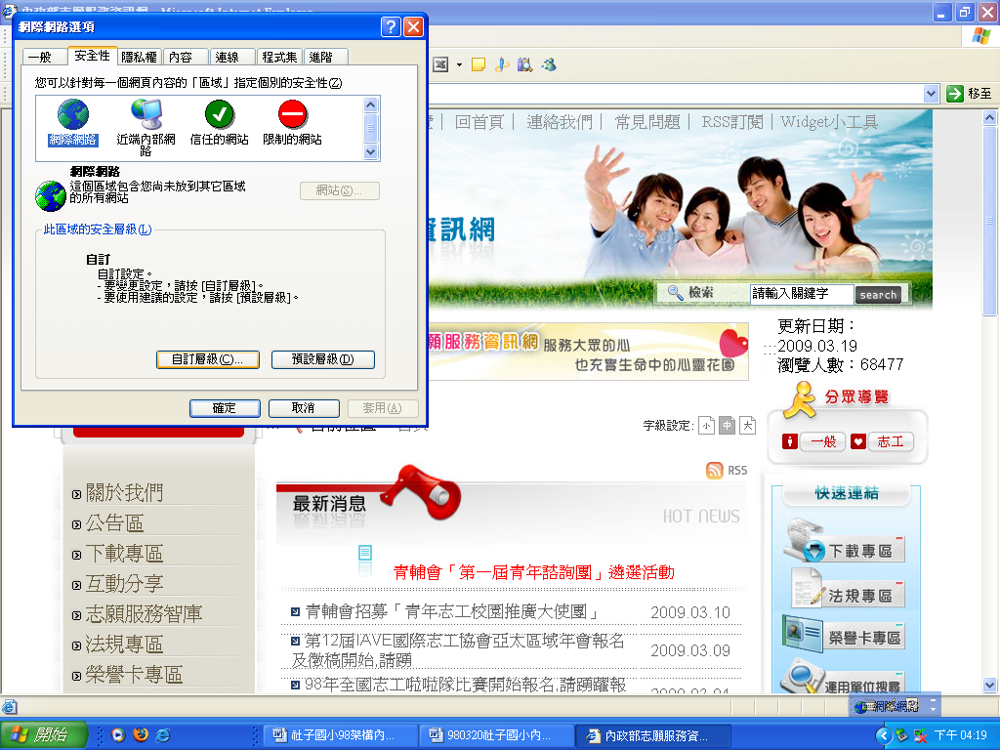 內政部志願服務資訊網 - Microsoft Internet Explorer
網際網路選項
一般 安全性 隱私權 內容 連線 程式集 進階
您可以針對每一個網頁內容的「區域」指定個別的安全性(Z)
網際網路
近端內部網路
信任的網站
限制的網站
網際網路
這個區域包含您尚未放到其它區域
的所有網站
網站(S)...
此區域的安全層級(L)
自訂
自訂設定。
- 要變更設定，請按 [自訂層級]。
- 要使用建議的設定，請按 [預設層級]。
自訂層級(C)... 預設層級(D)
確定 取消 套用(A)
移至
回首頁 | 連絡我們 | 常見問題 | RSS訂閱 | Widget小工具
資訊網
檢索 請輸入關鍵字 search
願服務資訊網 服務大眾的心
也充實生命中的心靈花園
更新日期：
:::2009.03.19
瀏覽人數：68477
字級設定: 小 中 大
分眾導覽
一般 志工
RSS
最新消息
HOT NEWS
青輔會「第一屆青年諮詢團」遴選活動
青輔會招募「青年志工校園推廣大使團」 2009.03.10
第12屆IAVE國際志工協會亞太區域年會報名
及徵稿開始,請踴 2009.03.09
98年全國志工啦啦隊比賽開始報名,請踴躍報 2009.03.04
關於我們
公告區
下載專區
互動分享
志願服務智庫
法規專區
榮譽卡專區
快速連結
下載專區
法規專區
榮譽卡專區
運用單位搜尋
網際網路
開始
社子國小98架構內...
980320社子國小內...
內政部志願服務資...
下午 04:19